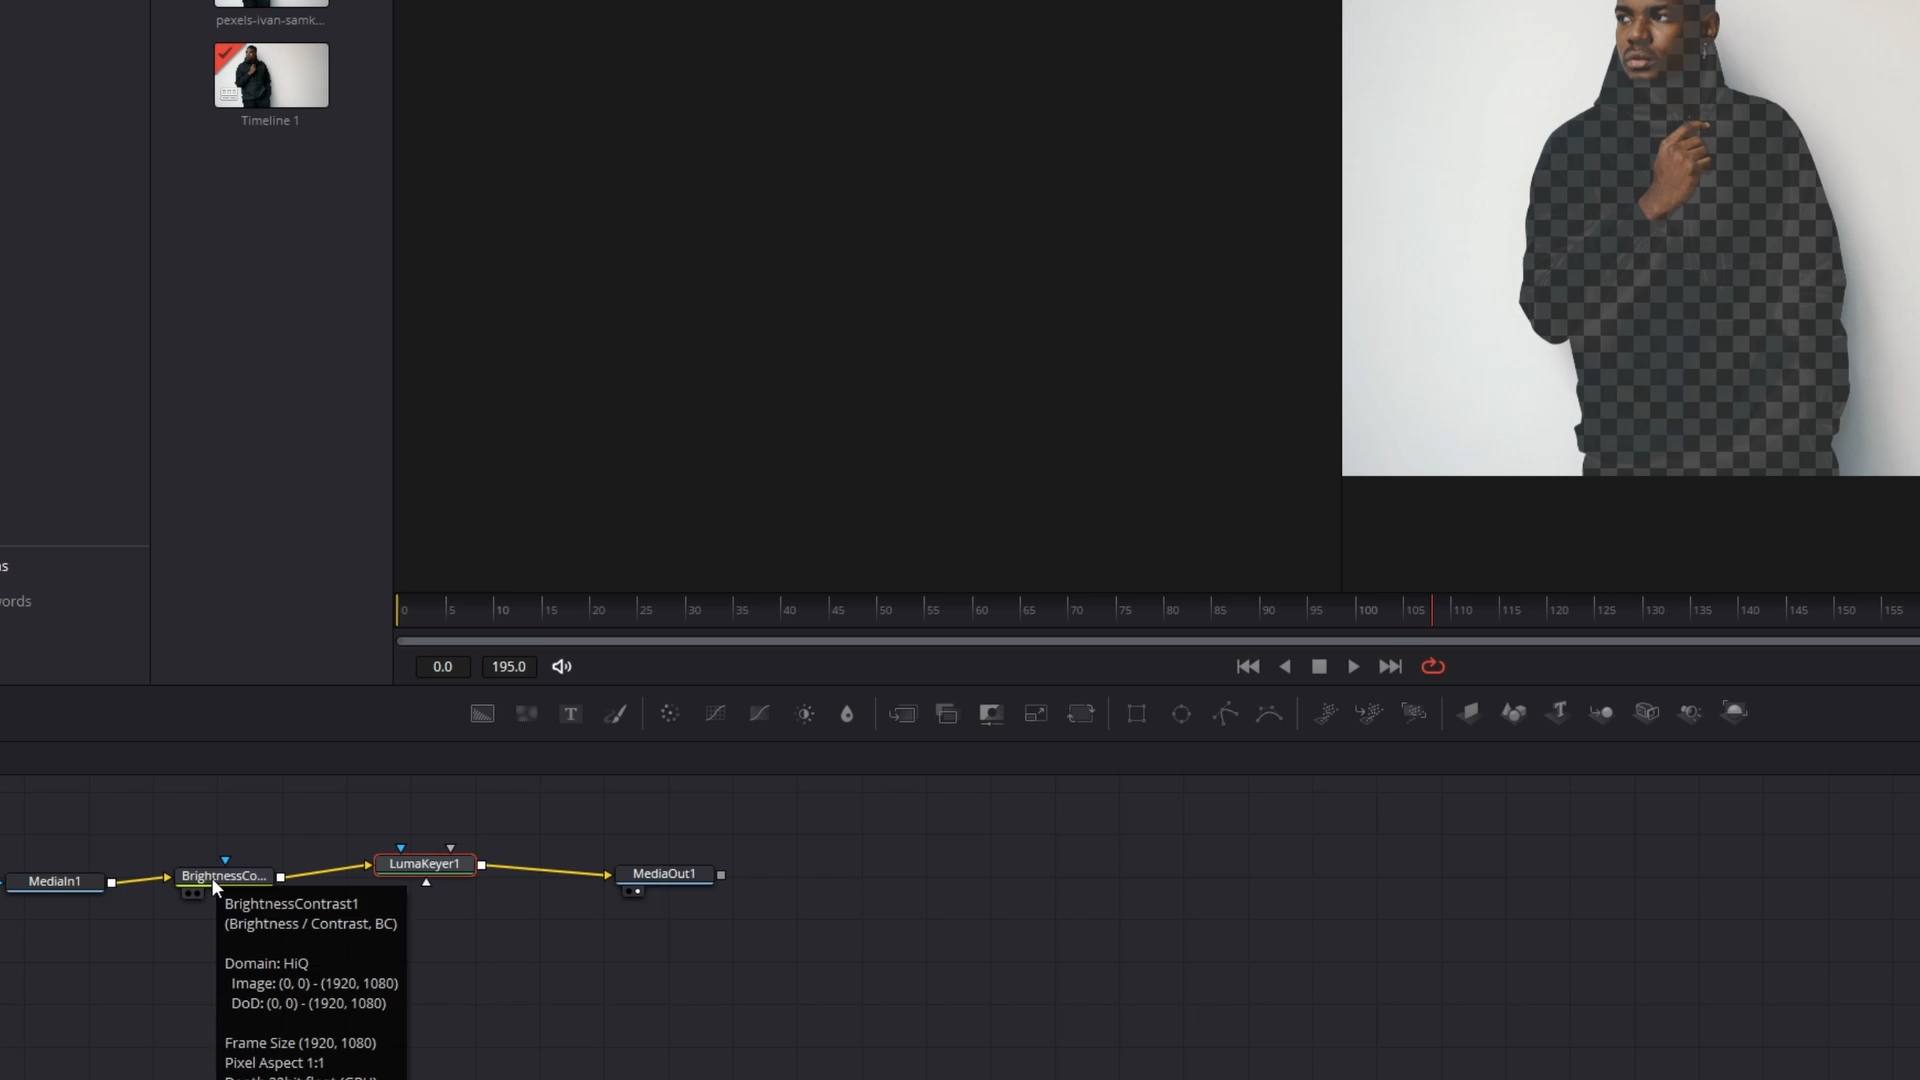 pexels-ivan-samk...
Timeline 1
ords
0 5 10 15 20 25 30 35 40 45 50 55 60 65 70 75 80 85 90 95 100 105 110 115 120 125 130 135 140 145 150 155
0.0 195.0
T
MediaIn1
BrightnessCo...
LumaKeyer1
MediaOut1
BrightnessContrast1
(Brightness / Contrast, BC)
Domain: HiQ
Image: (0, 0) - (1920, 1080)
DoD: (0, 0) - (1920, 1080)
Frame Size (1920, 1080)
Pixel Aspect 1:1